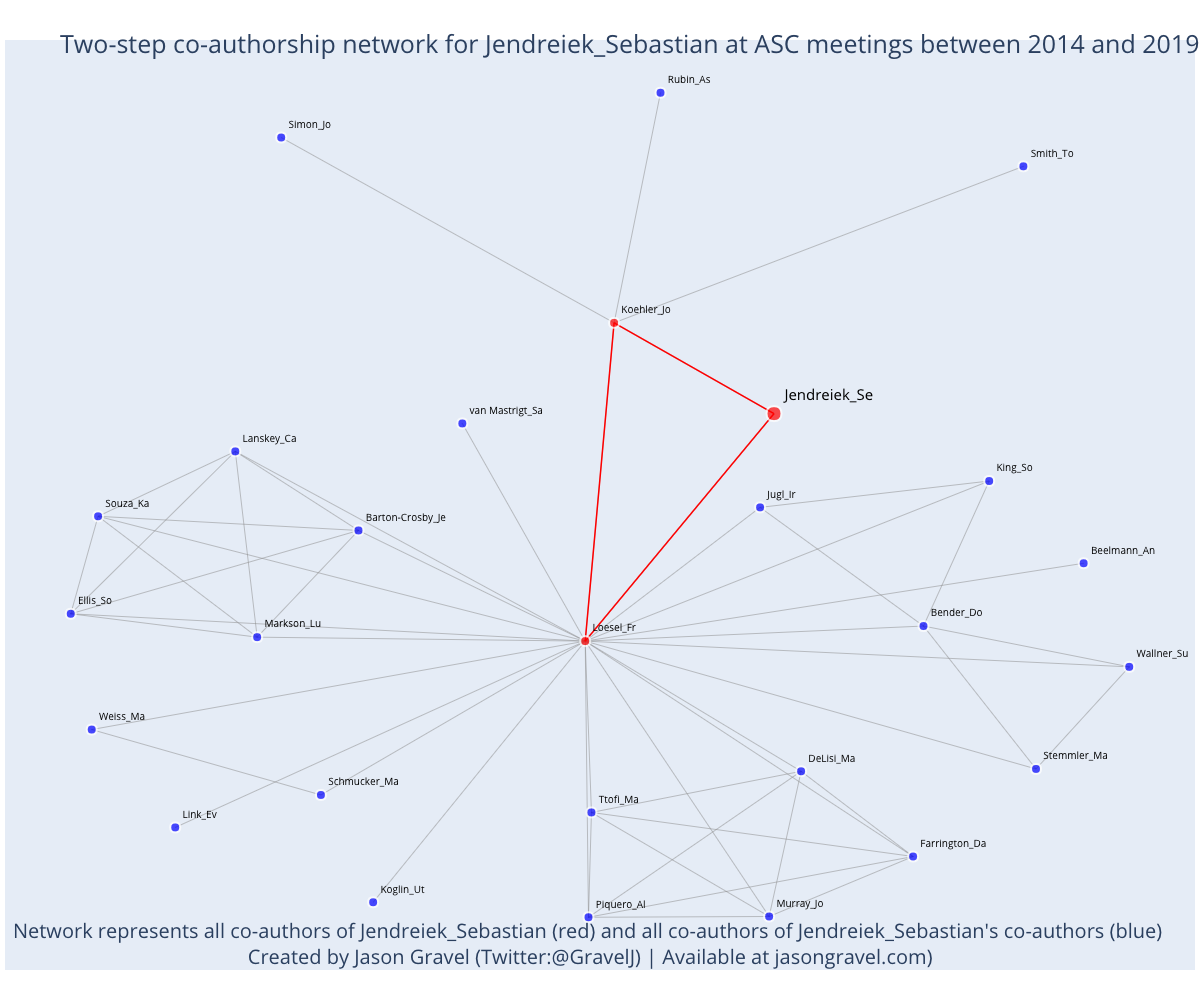 Two-step co-authorship network for Jendreiek_Sebastian at ASC meetings between 2014 and 2019
Rubin_As
Simon_Jo
Smith_To
Koehler_Jo
Jendreiek_Se
van Mastrigt_Sa
Lanskey_Ca
King_So
Jugl_Ir
Souza_Ka
Barton-Crosby_Je
Beelmann_An
Ellis_So
Bender_Do
Markson_Lu
Loesel_Fr
Wallner_Su
Weiss_Ma
Stemmler_Ma
DeLisi_Ma
Schmucker_Ma
Ttofi_Ma
Link_Ev
Farrington_Da
Koglin_Ut
Piquero_Al
Murray_Jo
Network represents all co-authors of Jendreiek_Sebastian (red) and all co-authors of Jendreiek_Sebastian's co-authors (blue)
Created by Jason Gravel (Twitter:@GravelJ) | Available at jasongravel.com)